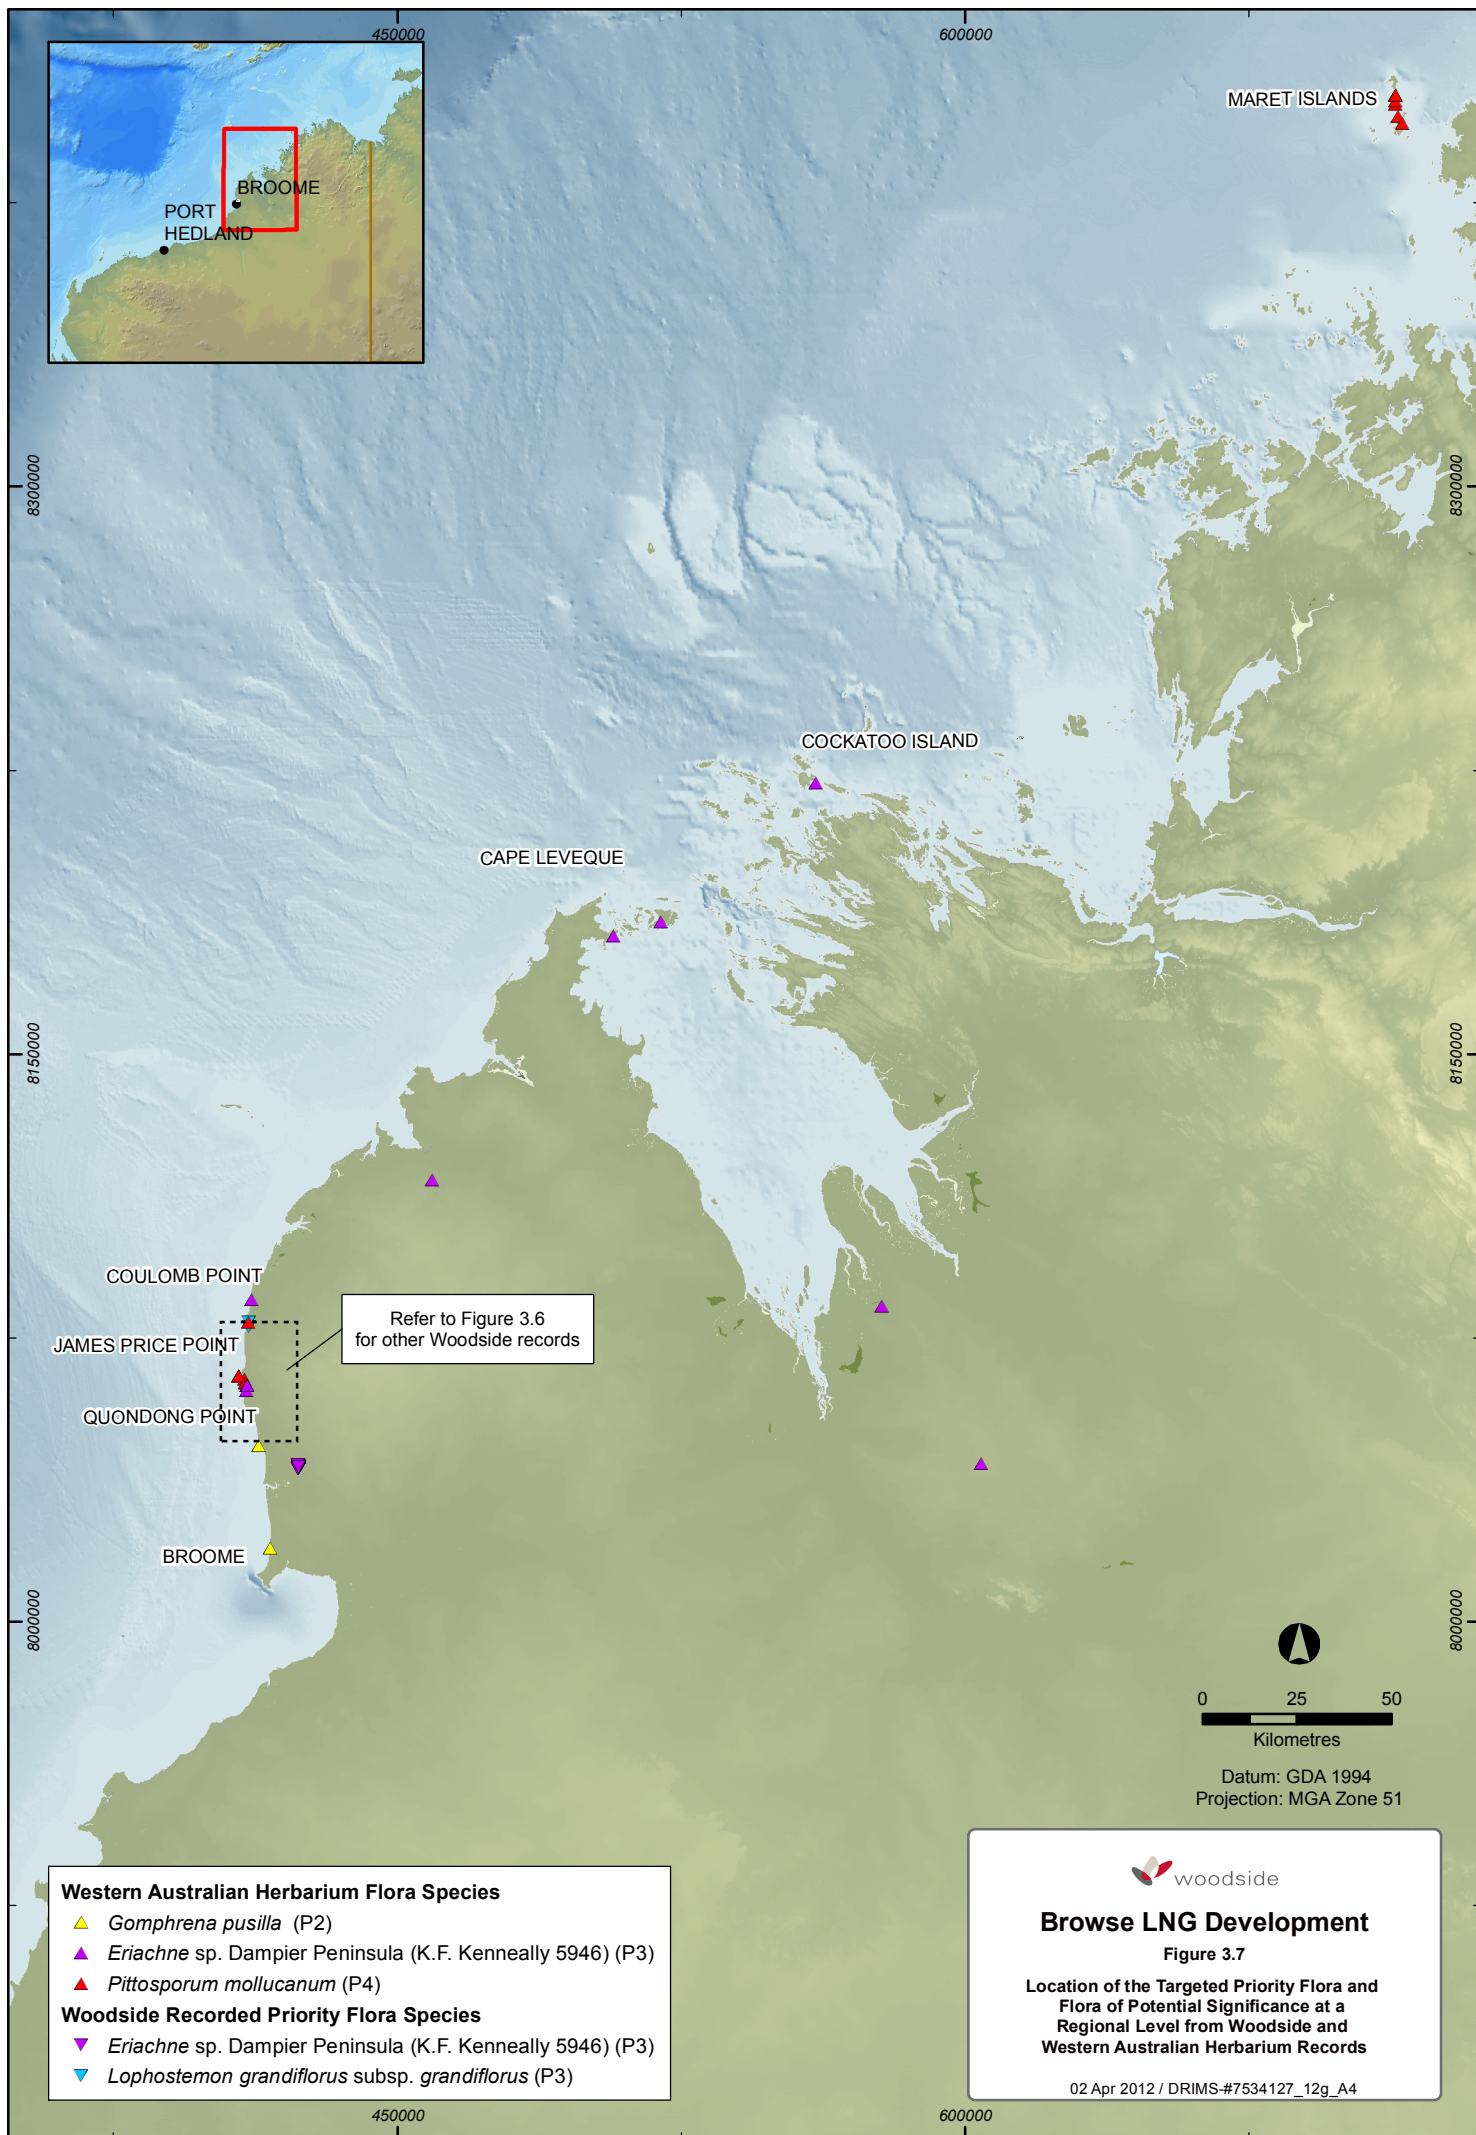 450000
600000
MARET ISLANDS
BROOME
PORT
HEDLAND
8300000
8300000
COCKATOO ISLAND
CAPE LEVEQUE
8150000
8150000
COULOMB POINT
Refer to Figure 3.6
for other Woodside records
JAMES PRICE POINT
QUONDONG POINT
BROOME
8000000
8000000
0 25 50
Kilometres
Datum: GDA 1994
Projection: MGA Zone 51
Western Australian Herbarium Flora Species
Gomphrena pusilla (P2)
Eriachne sp. Dampier Peninsula (K.F. Kenneally 5946) (P3)
Pittosporum mollucanum (P4)
Woodside Recorded Priority Flora Species
Eriachne sp. Dampier Peninsula (K.F. Kenneally 5946) (P3)
Lophostemon grandiflorus subsp. grandiflorus (P3)
woodside
Browse LNG Development
Figure 3.7
Location of the Targeted Priority Flora and
Flora of Potential Significance at a
Regional Level from Woodside and
Western Australian Herbarium Records
02 Apr 2012 / DRIMS-#7534127_12g_A4
450000
600000